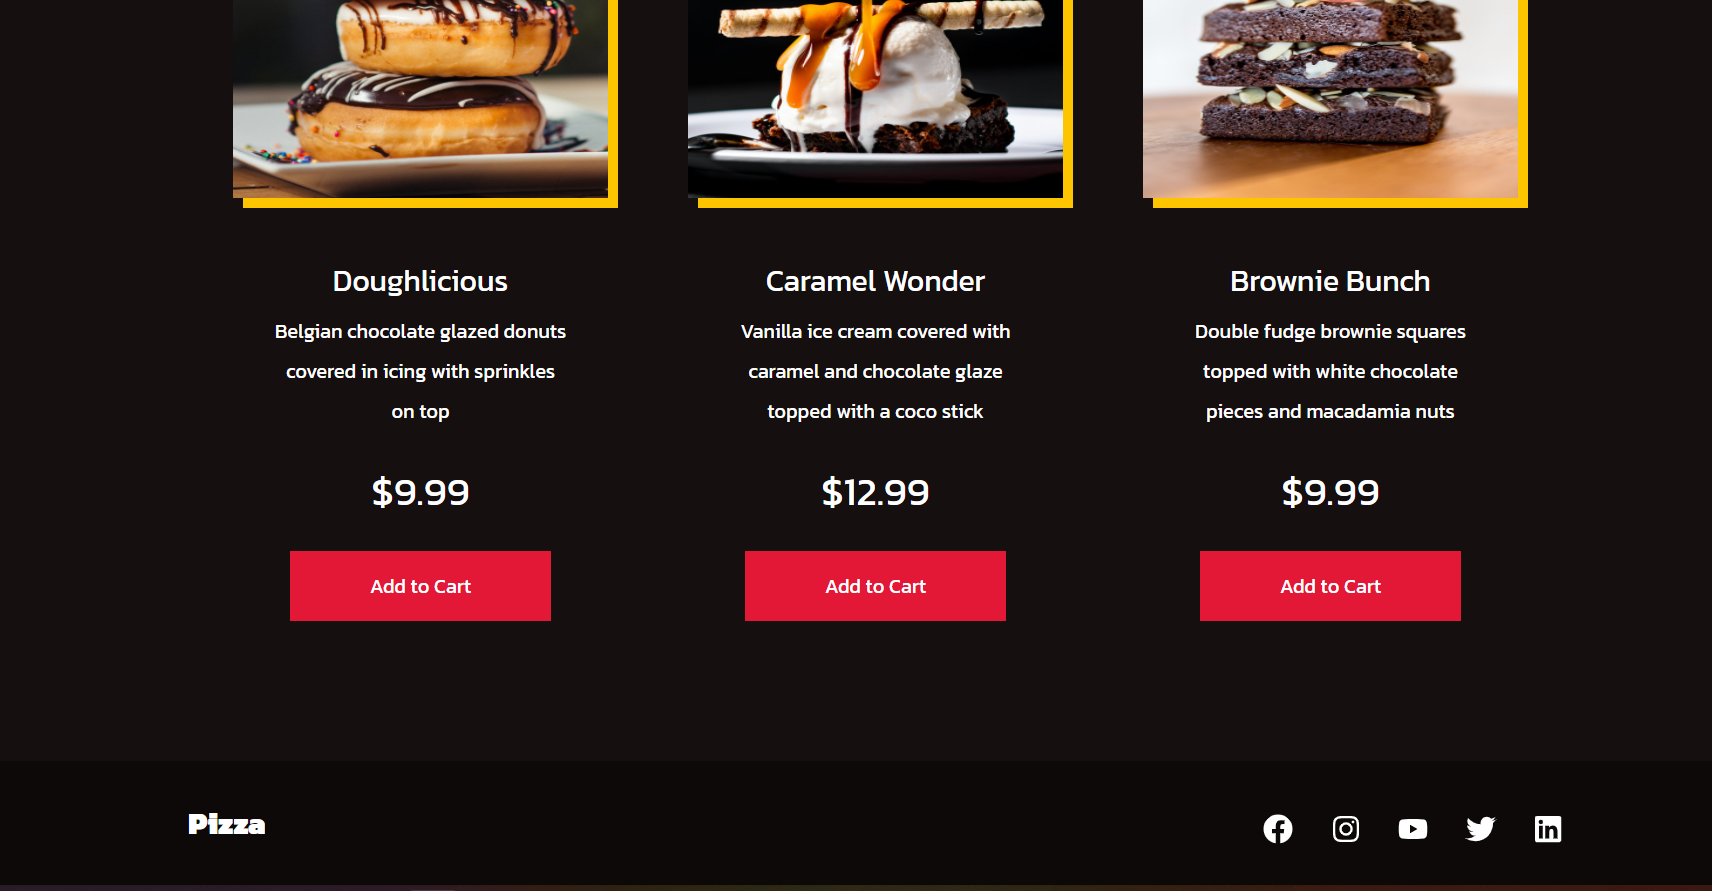 Doughlicious
Belgian chocolate glazed donuts
covered in icing with sprinkles
on top
$9.99
Add to Cart
Caramel Wonder
Vanilla ice cream covered with
caramel and chocolate glaze
topped with a coco stick
$12.99
Add to Cart
Brownie Bunch
Double fudge brownie squares
topped with white chocolate
pieces and macadamia nuts
$9.99
Add to Cart
Pizza